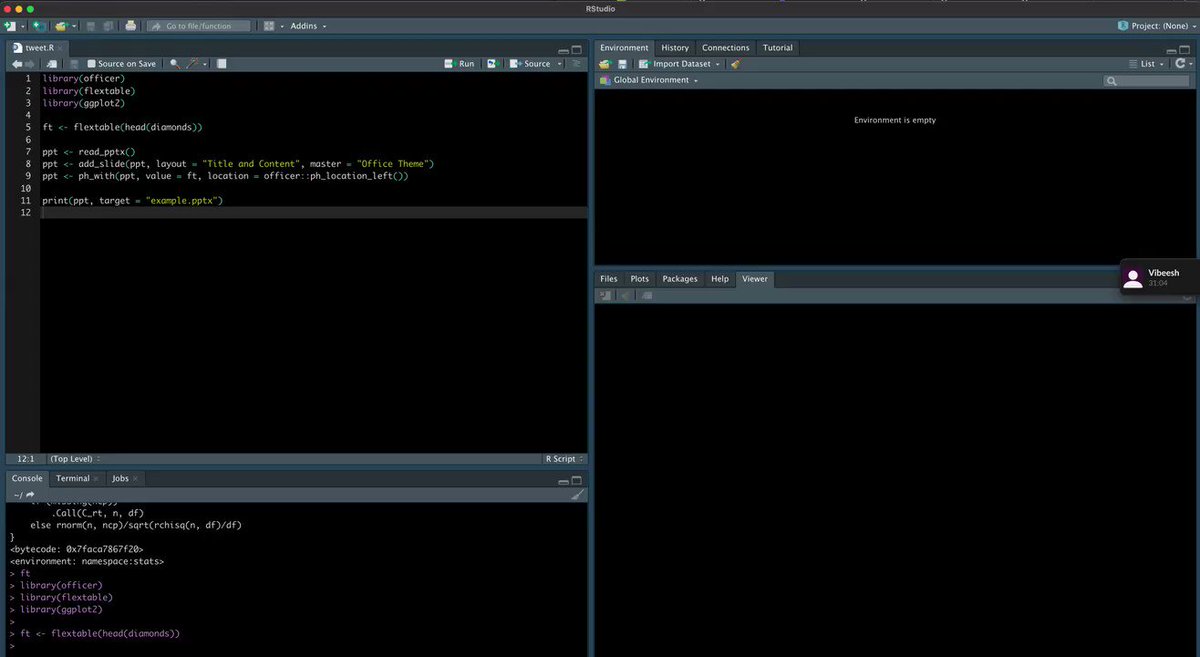 RStudio
Go to file/function
Addins
Project: (None)
tweet.R
Source on Save
Run
Source
1 library(officer)
2 library(flextable)
3 library(ggplot2)
4
5 ft <- flextable(head(diamonds))
6
7 ppt <- read_pptx()
8 ppt <- add_slide(ppt, layout = "Title and Content", master = "Office Theme")
9 ppt <- ph_with(ppt, value = ft, location = officer::ph_location_left())
10
11 print(ppt, target = "example.pptx")
12
12:1 (Top Level) R Script
Console Terminal Jobs
~/
.Call(C_rt, n, df)
else rnorm(n, ncp)/sqrt(rchisq(n, df)/df)
}
<bytecode: 0x7faca7867f20>
<environment: namespace:stats>
> ft
> library(officer)
> library(flextable)
> library(ggplot2)
>
> ft <- flextable(head(diamonds))
>
Environment History Connections Tutorial
Import Dataset
List
Global Environment
Environment is empty
Files Plots Packages Help Viewer
Vibeesh
31:04